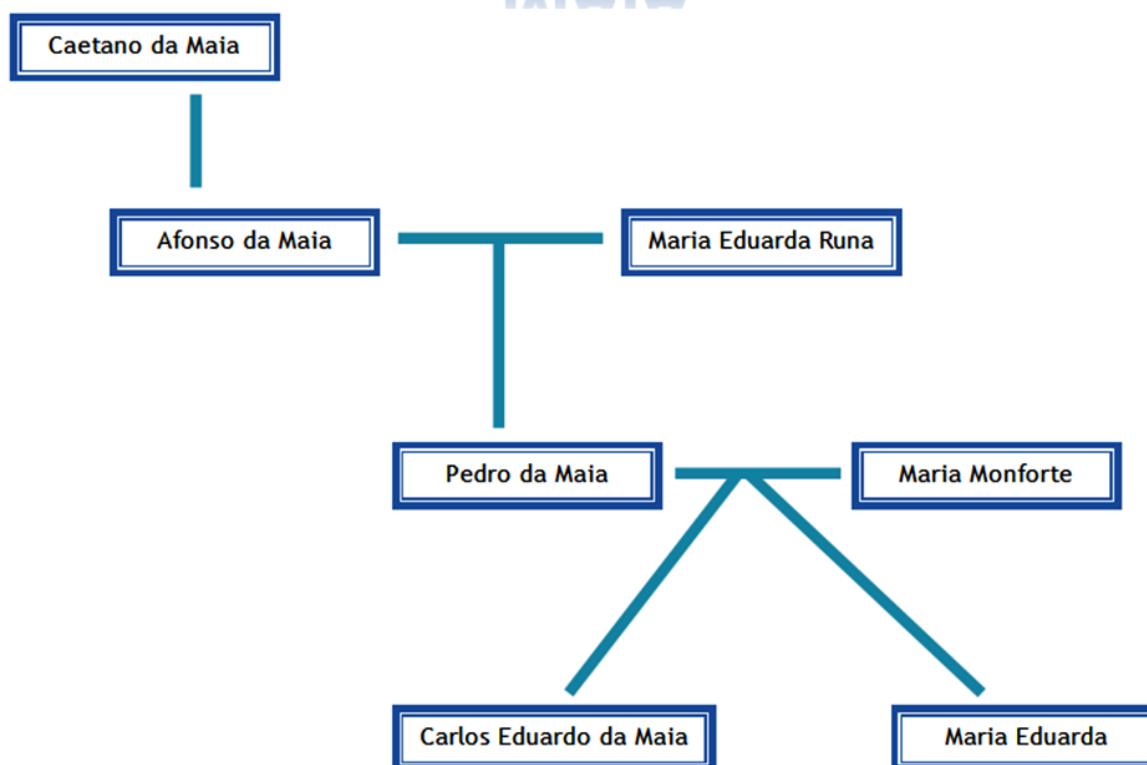 Caetano da Maia
Afonso da Maia
Maria Eduarda Runa
Pedro da Maia
Maria Monforte
Carlos Eduardo da Maia
Maria Eduarda